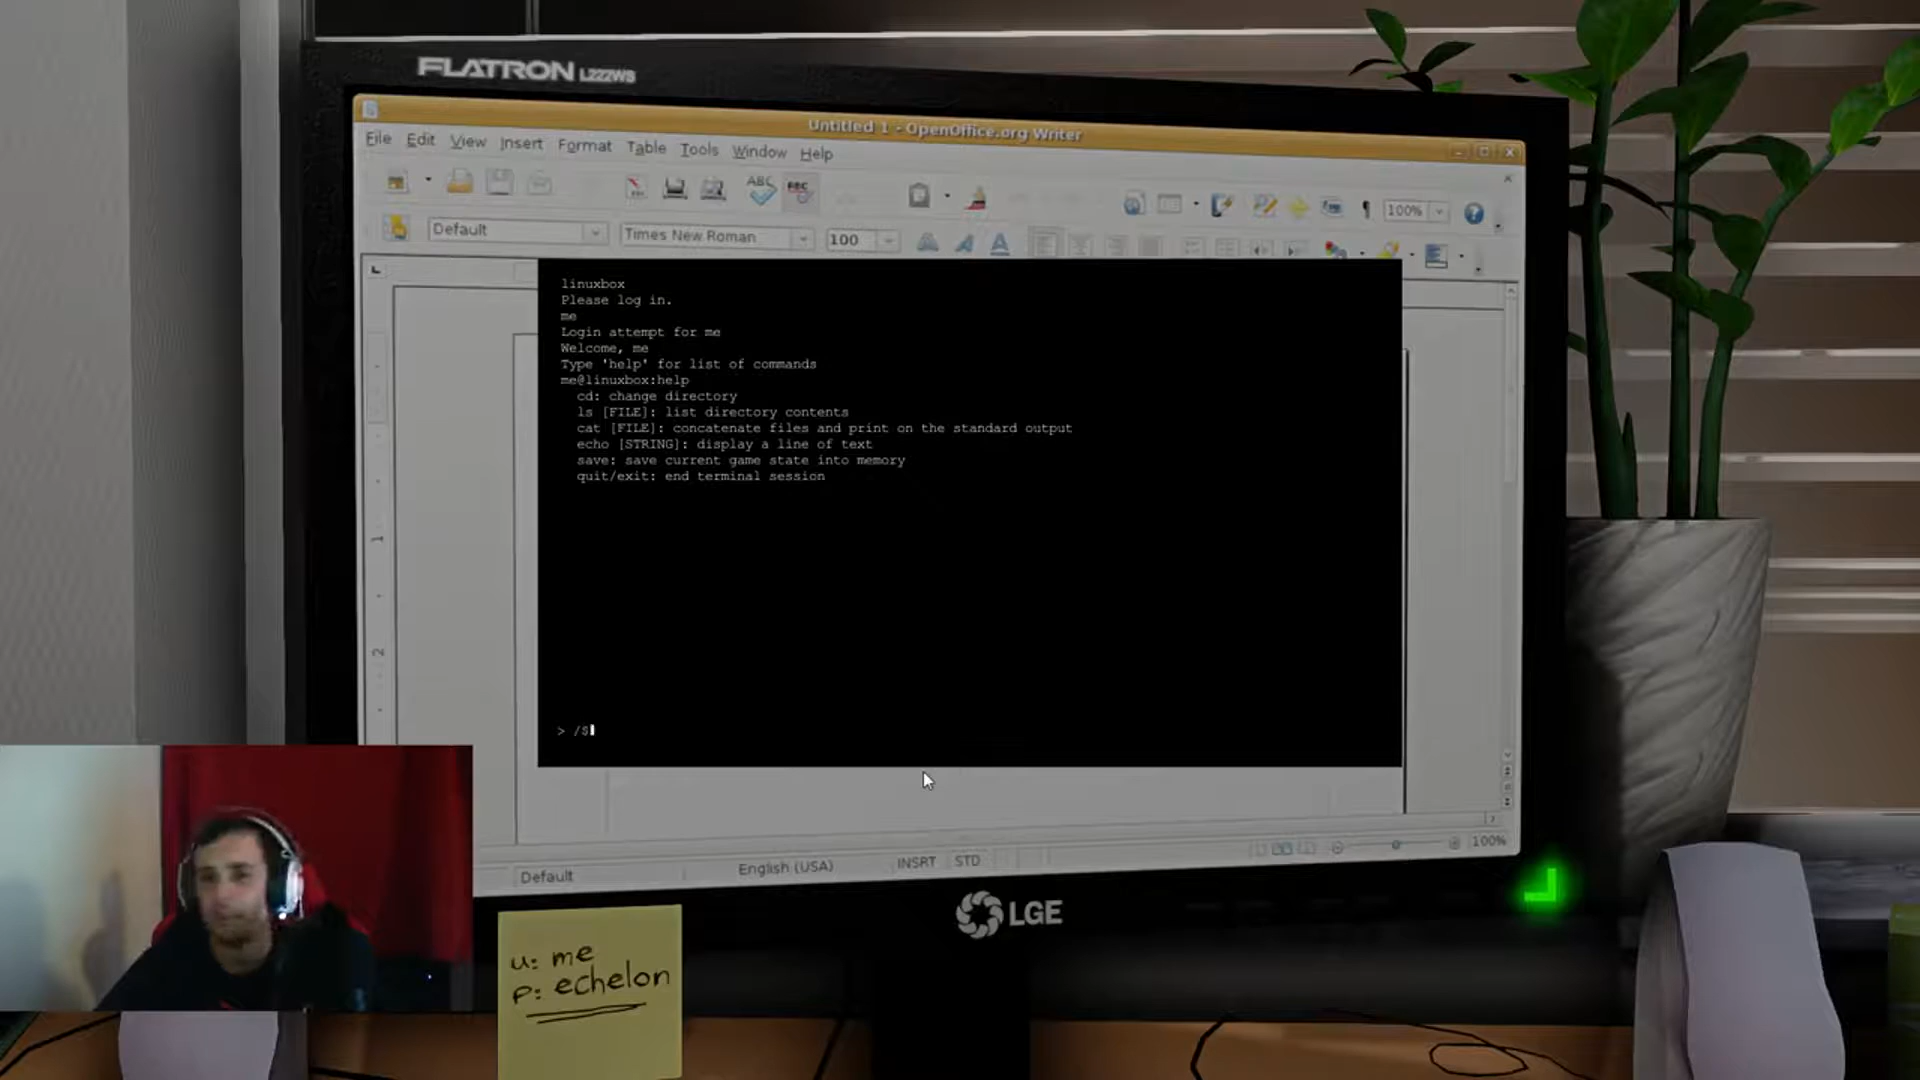 FLATRON L222WS
Untitled 1 - OpenOffice.org Writer
File Edit View Insert Format Table Tools Window Help
ABC ABC
100%
Default Times New Roman 100
linuxbox
Please log in.
me
Login attempt for me
Welcome, me
Type 'help' for list of commands
me@linuxbox:help
cd: change directory
ls [FILE]: list directory contents
cat [FILE]: concatenate files and print on the standard output
echo [STRING]: display a line of text
save: save current game state into memory
quit/exit: end terminal session
1
2
> /S
100%
Default English (USA) INSRT STD
LGE
u: me
p: echelon